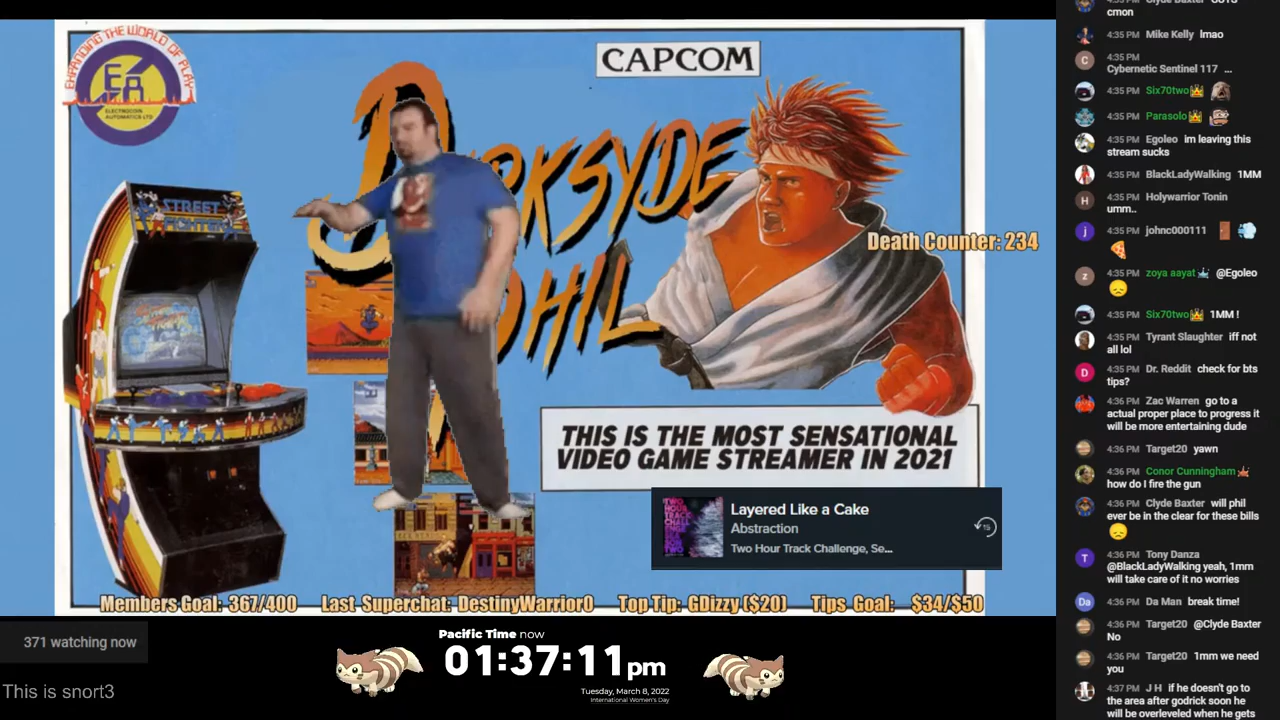 EXPANDING THE WORLD OF PLAY
EA
ELECTROCOIN
AUTOMATICS LTD
CAPCOM
STREET
FIGHTER
DARKSYDE
PHIL
Death Counter: 234
THIS IS THE MOST SENSATIONAL
VIDEO GAME STREAMER IN 2021
Layered Like a Cake
Abstraction
Two Hour Track Challenge, Se...
15
Members Goal: 367/400
Last Superchat: DestinyWarrior0
Top Tip: GDizzy ($20)
Tips Goal: $34/$50
371 watching now
This is snort3
Pacific Time now
01:37:11pm
Tuesday, March 8, 2022
International Women's Day
cmon
4:35 PM Mike Kelly lmao
4:35 PM
Cybernetic Sentinel 117 ...
4:35 PM Six70two
4:35 PM Parasolo
4:35 PM Egoleo im leaving this
stream sucks
4:35 PM BlackLadyWalking 1MM
4:35 PM Holywarrior Tonin
umm..
4:35 PM johnc000111
4:35 PM zoya aayat @Egoleo
4:35 PM Six70two 1MM !
4:35 PM Tyrant Slaughter iff not
all lol
4:35 PM Dr. Reddit check for bts
tips?
4:36 PM Zac Warren go to a
actual proper place to progress it
will be more entertaining dude
4:36 PM Target20 yawn
4:36 PM Conor Cunningham
how do I fire the gun
4:36 PM Clyde Baxter will phil
ever be in the clear for these bills
4:36 PM Tony Danza
@BlackLadyWalking yeah, 1mm
will take care of it no worries
4:36 PM Da Man break time!
4:36 PM Target20 @Clyde Baxter
No
4:36 PM Target20 1mm we need
you
4:37 PM J H if he doesn't go to
the area after godrick soon he
will be overleveled when he gets